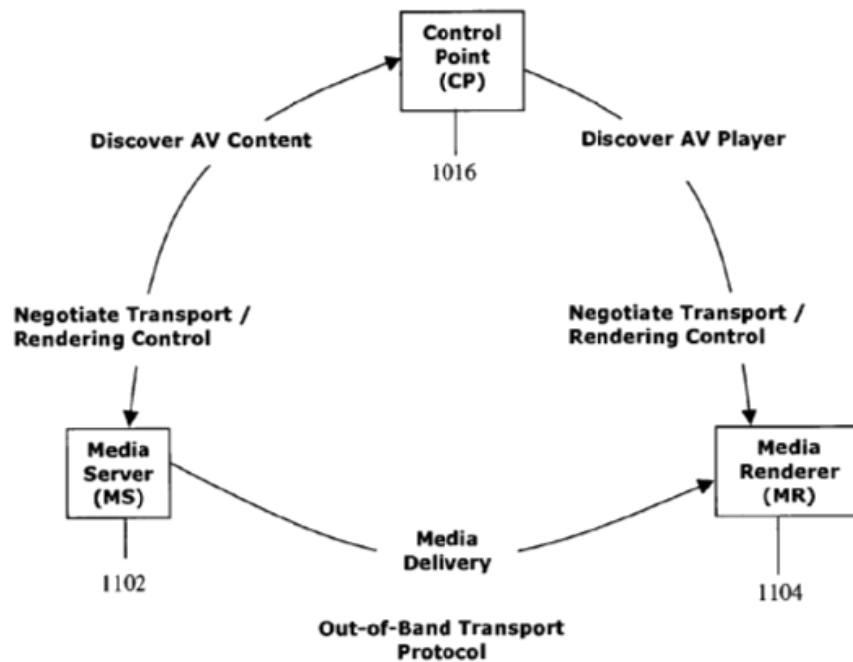 Control
Point
(CP)
Discover AV Content
Discover AV Player
1016
Negotiate Transport /
Rendering Control
Negotiate Transport /
Rendering Control
Media
Server
(MS)
Media
Renderer
(MR)
Media
Delivery
1102
1104
Out-of-Band Transport
Protocol